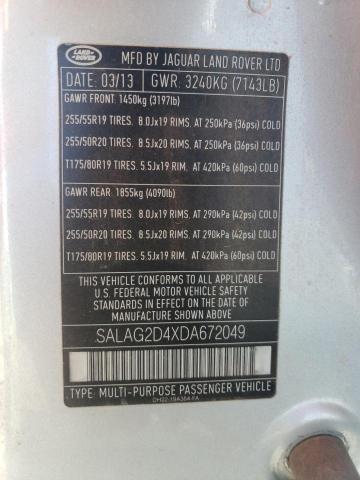 LAND ROVER
MFD BY JAGUAR LAND ROVER LTD
DATE: 03/13 GWR: 3240KG (7143LB)
GAWR FRONT: 1450kg (3197lb)
255/55R19 TIRES. 8.0Jx19 RIMS. AT 250kPa (36psi) COLD
255/50R20 TIRES. 8.5Jx20 RIMS. AT 250kPa (36psi) COLD
T175/80R19 TIRES. 5.5Jx19 RIM. AT 420kPa (60psi) COLD
GAWR REAR: 1855kg (4090lb)
255/55R19 TIRES. 8.0Jx19 RIMS. AT 290kPa (42psi) COLD
255/50R20 TIRES. 8.5Jx20 RIMS. AT 290kPa (42psi) COLD
T175/80R19 TIRES. 5.5Jx19 RIM. AT 420kPa (60psi) COLD
THIS VEHICLE CONFORMS TO ALL APPLICABLE
U.S. FEDERAL MOTOR VEHICLE SAFETY STANDARDS
IN EFFECT ON THE DATE OF
MANUFACTURE SHOWN ABOVE
SALAG2D4XDA672049
TYPE: MULTI-PURPOSE PASSENGER VEHICLE
DH22-19A384-FA